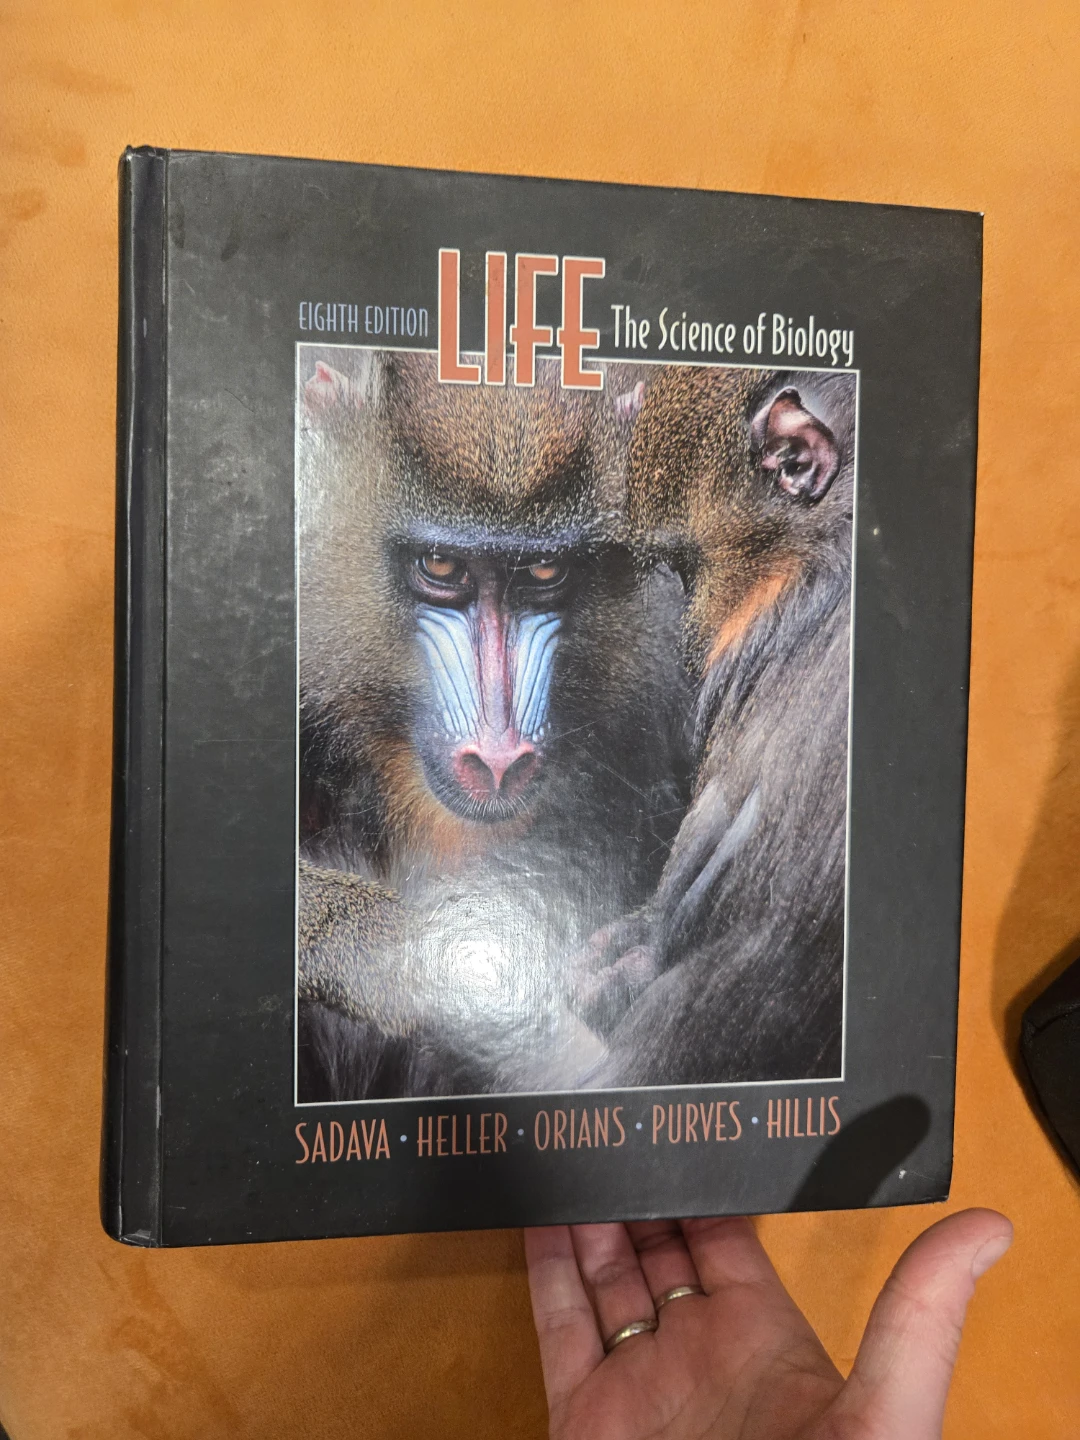 EIGHTH EDITION LIFE The Science of Biology
SADAVA · HELLER · ORIANS · PURVES · HILLIS